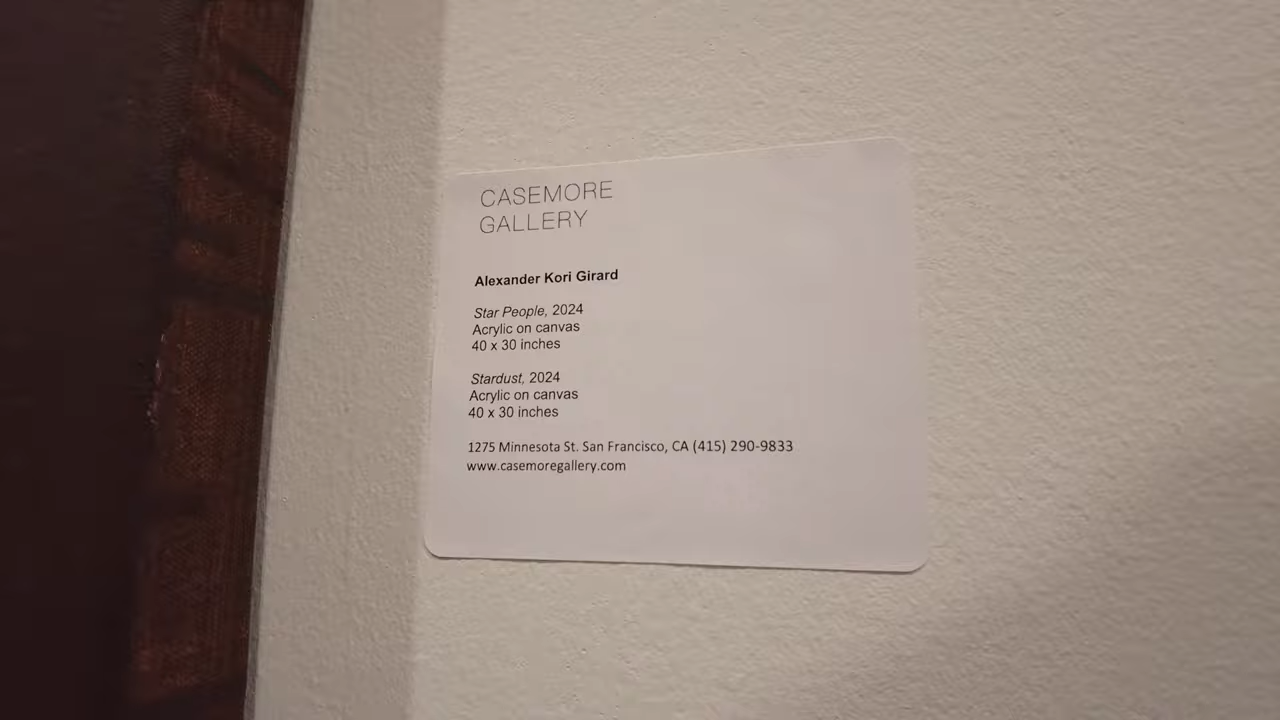 CASEMORE
GALLERY
Alexander Kori Girard
Star People, 2024
Acrylic on canvas
40 x 30 inches
Stardust, 2024
Acrylic on canvas
40 x 30 inches
1275 Minnesota St. San Francisco, CA (415) 290-9833
www.casemoregallery.com